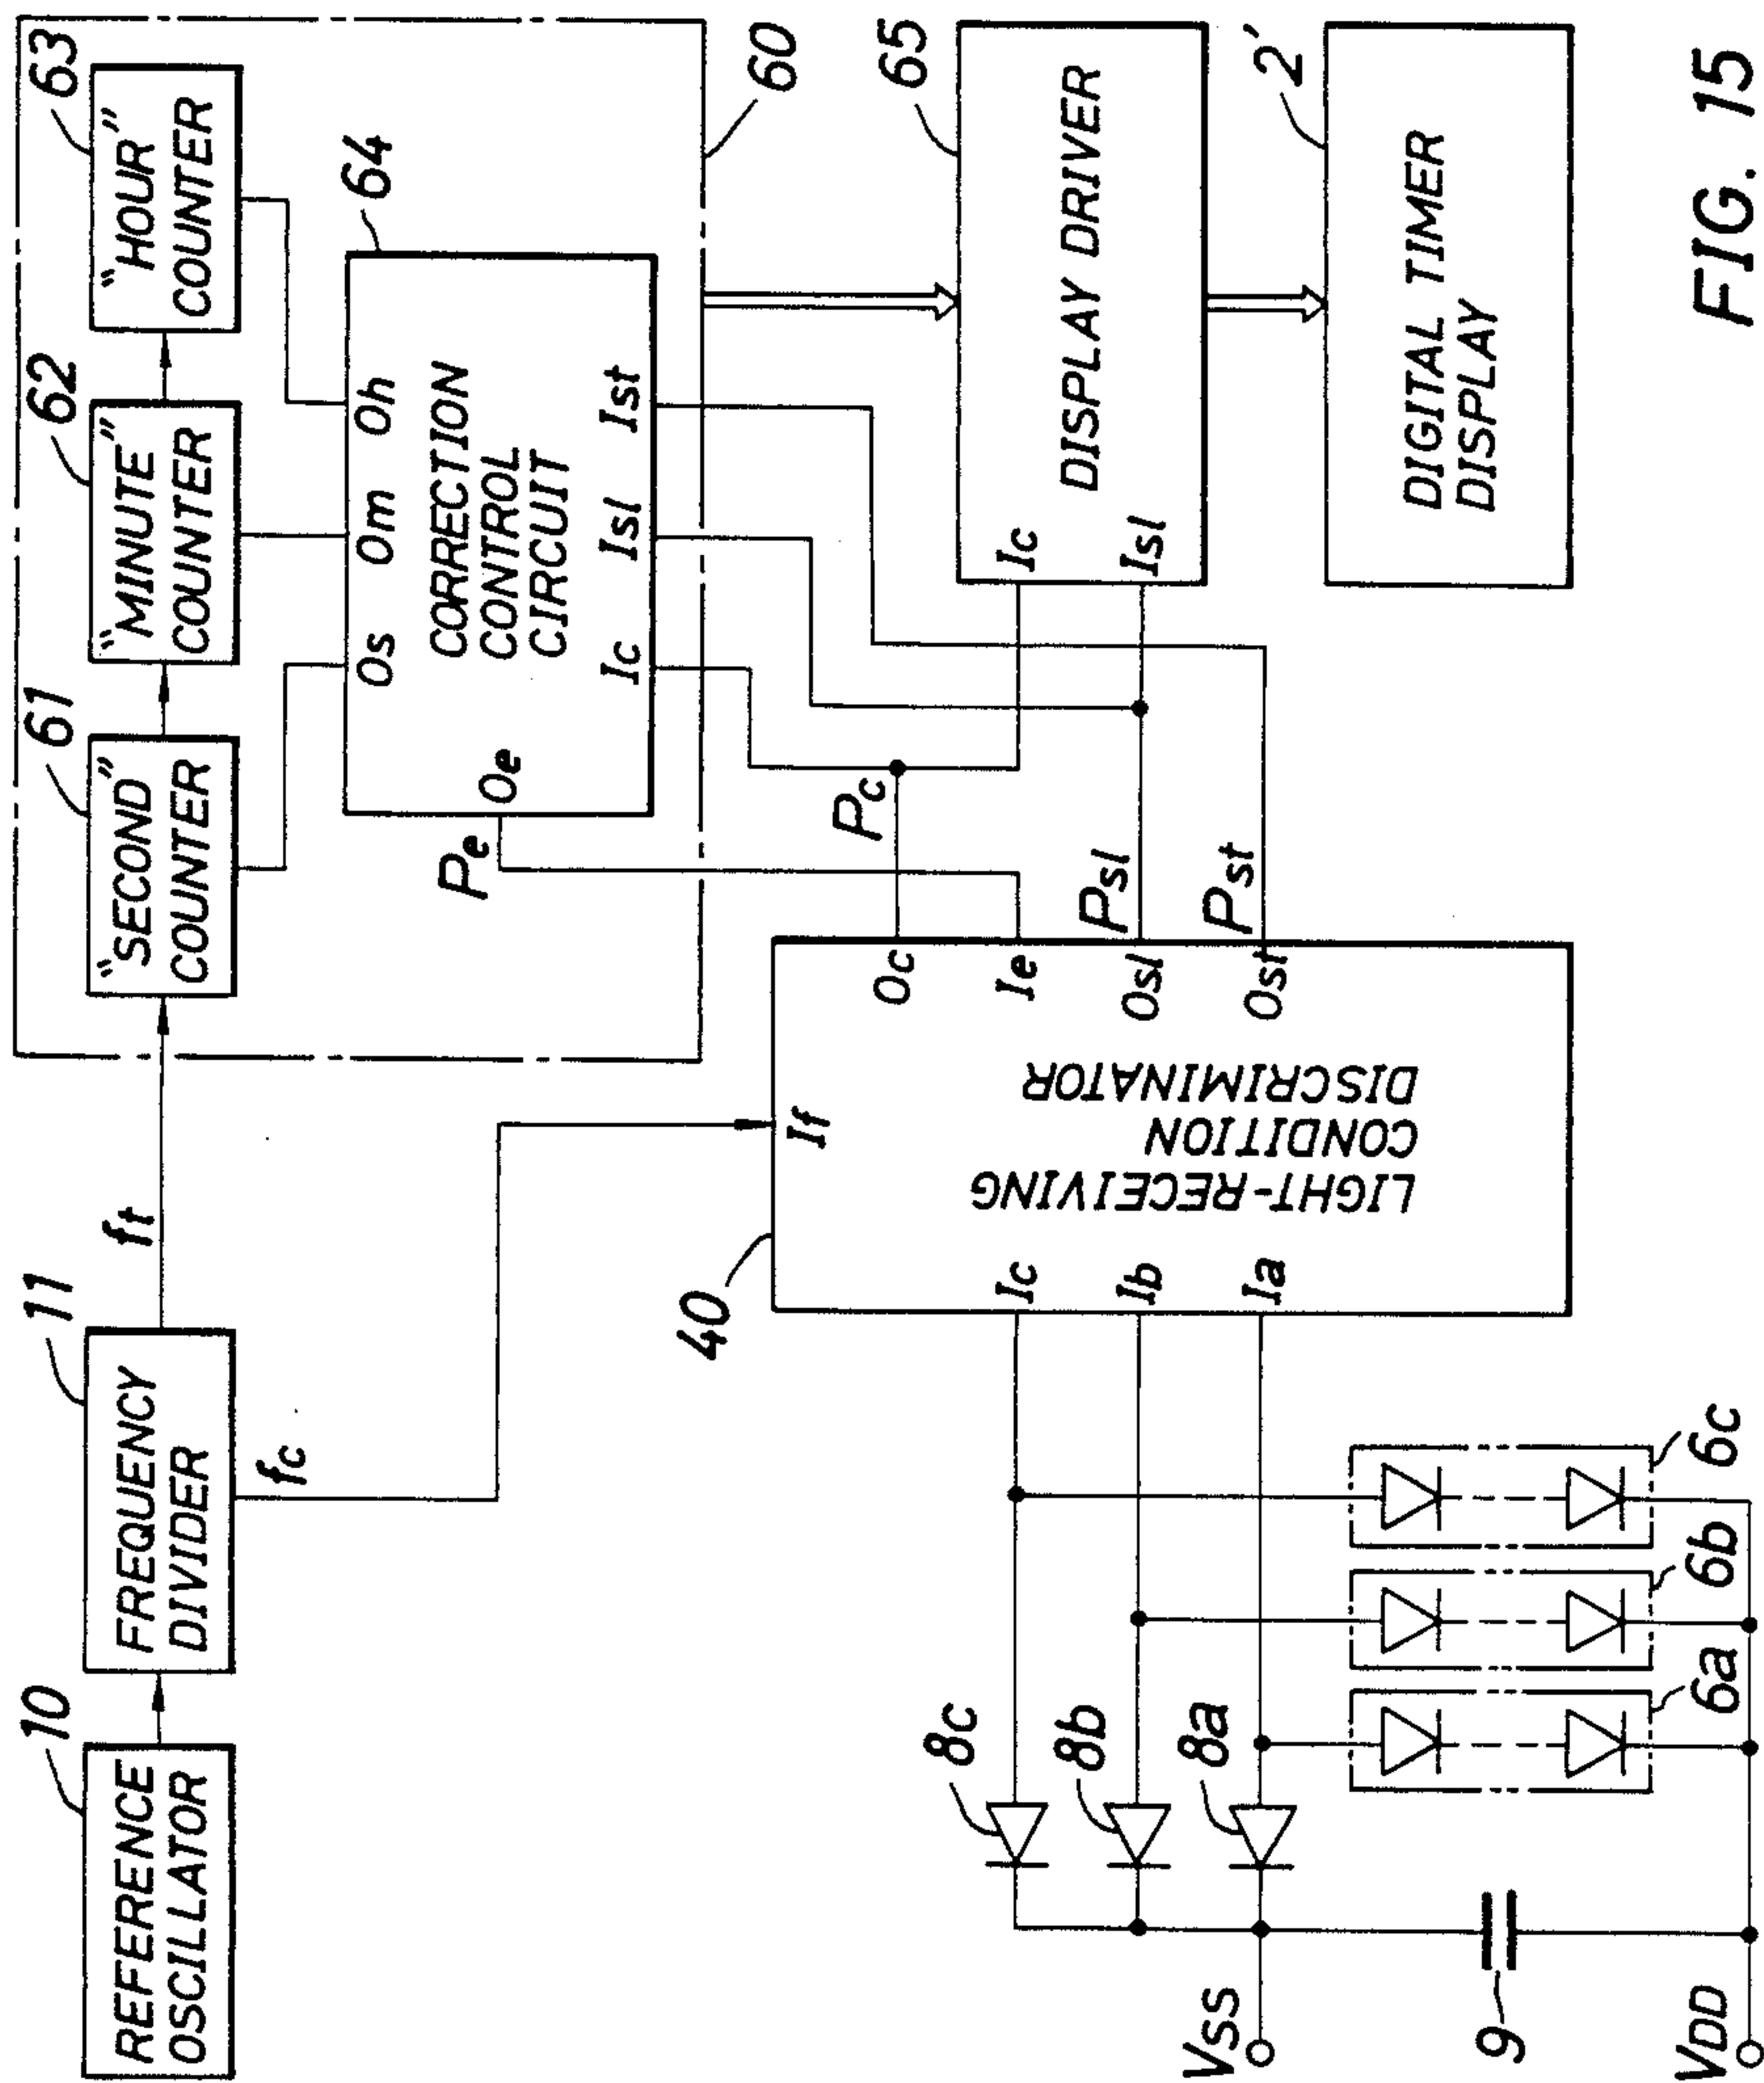 10
REFERENCE
OSCILLATOR
11
FREQUENCY
DIVIDER
ft
fc
61
"SECOND"
COUNTER
62
"MINUTE"
COUNTER
63
"HOUR"
COUNTER
64
Os Om Oh
Oe
CORRECTION
CONTROL
CIRCUIT
Ic Isl Ist
60
Pe
Pc
Psl
Pst
40
If
LIGHT-RECEIVING
CONDITION
DISCRIMINATOR
Ic
Ib
Ia
Oc
Ie
Osl
Ost
65
DISPLAY DRIVER
Ic
Isl
2'
DIGITAL TIMER
DISPLAY
8c
8b
8a
6a
6b
6c
9
VSS
VDD
FIG. 15